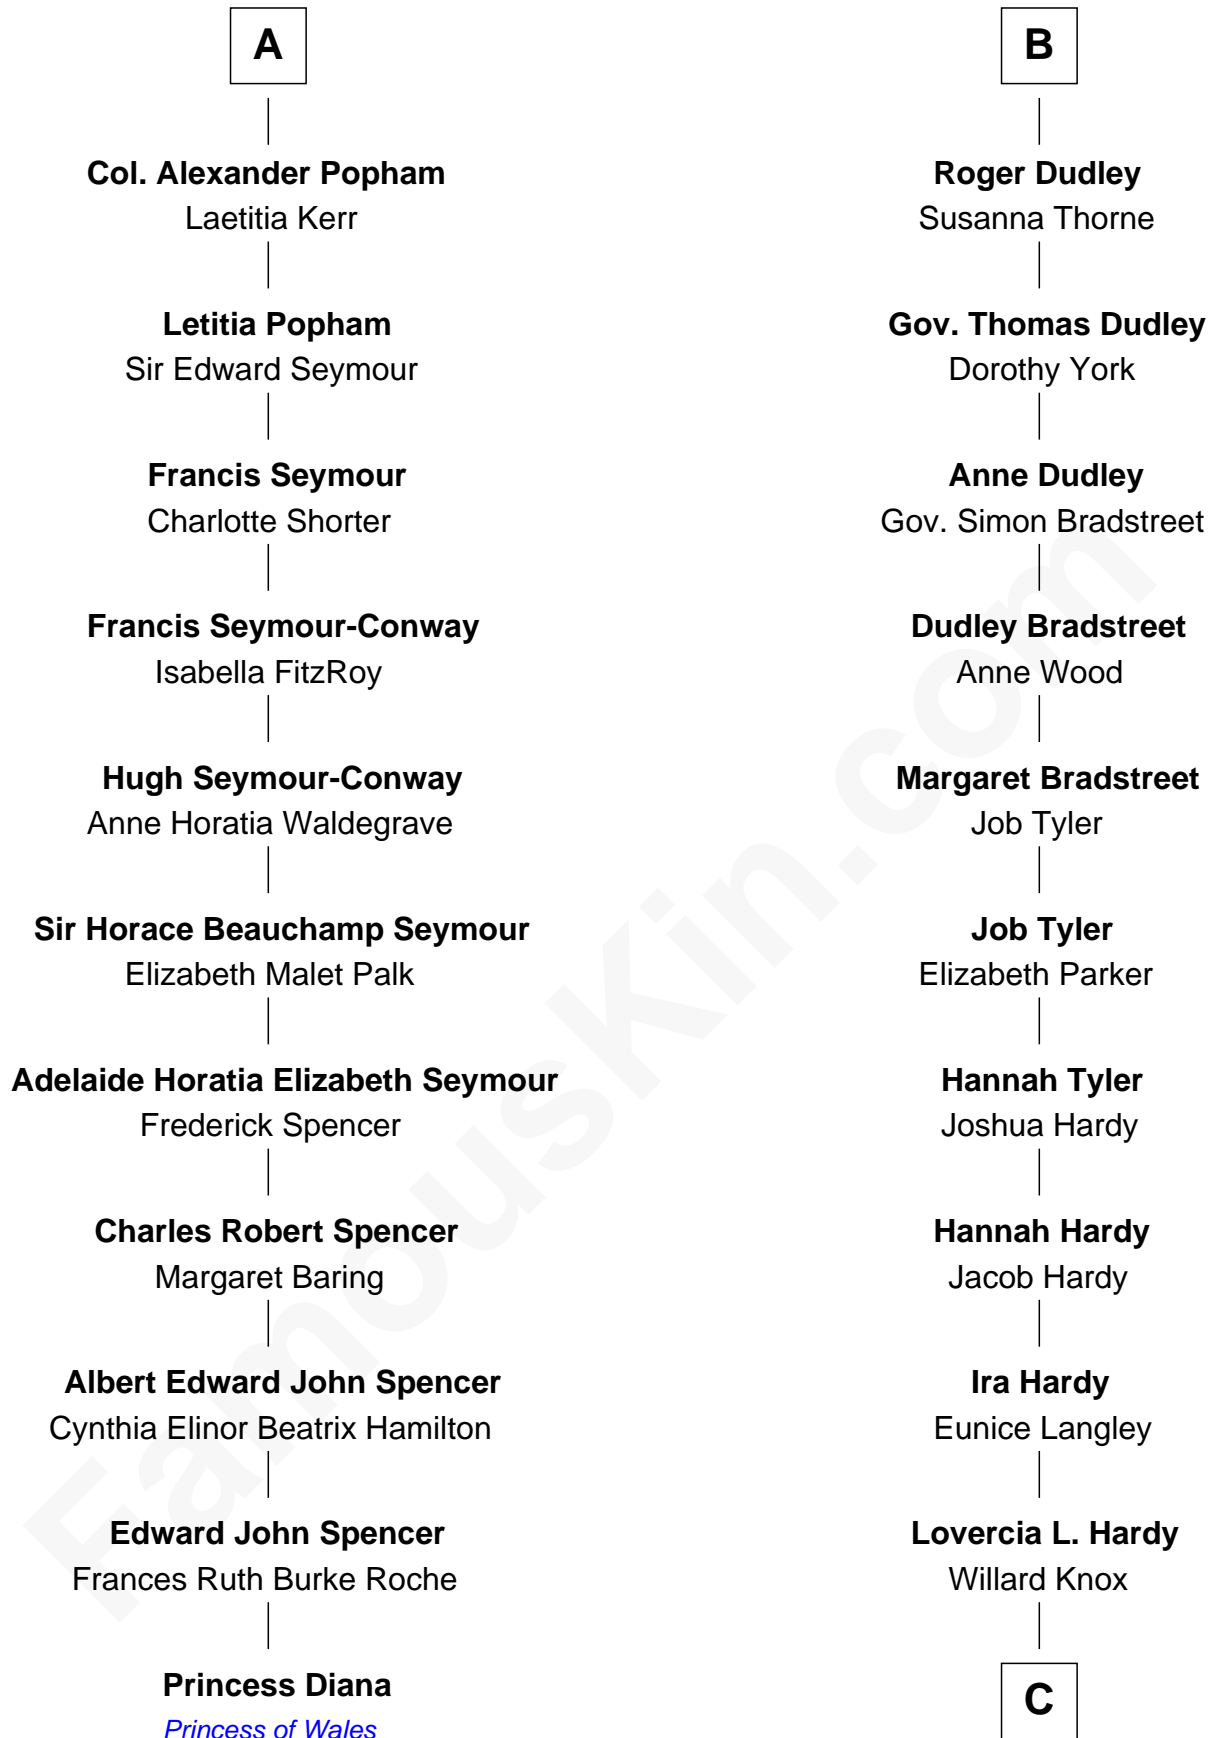 A
Col. Alexander Popham
Laetitia Kerr
Letitia Popham
Sir Edward Seymour
Francis Seymour
Charlotte Shorter
Francis Seymour-Conway
Isabella FitzRoy
Hugh Seymour-Conway
Anne Horatia Waldegrave
Sir Horace Beauchamp Seymour
Elizabeth Malet Palk
Adelaide Horatia Elizabeth Seymour
Frederick Spencer
Charles Robert Spencer
Margaret Baring
Albert Edward John Spencer
Cynthia Elinor Beatrix Hamilton
Edward John Spencer
Frances Ruth Burke Roche
Princess Diana
Princess of Wales
B
Roger Dudley
Susanna Thorne
Gov. Thomas Dudley
Dorothy York
Anne Dudley
Gov. Simon Bradstreet
Dudley Bradstreet
Anne Wood
Margaret Bradstreet
Job Tyler
Job Tyler
Elizabeth Parker
Hannah Tyler
Joshua Hardy
Hannah Hardy
Jacob Hardy
Ira Hardy
Eunice Langley
Lovercia L. Hardy
Willard Knox
C
FamousKin.com